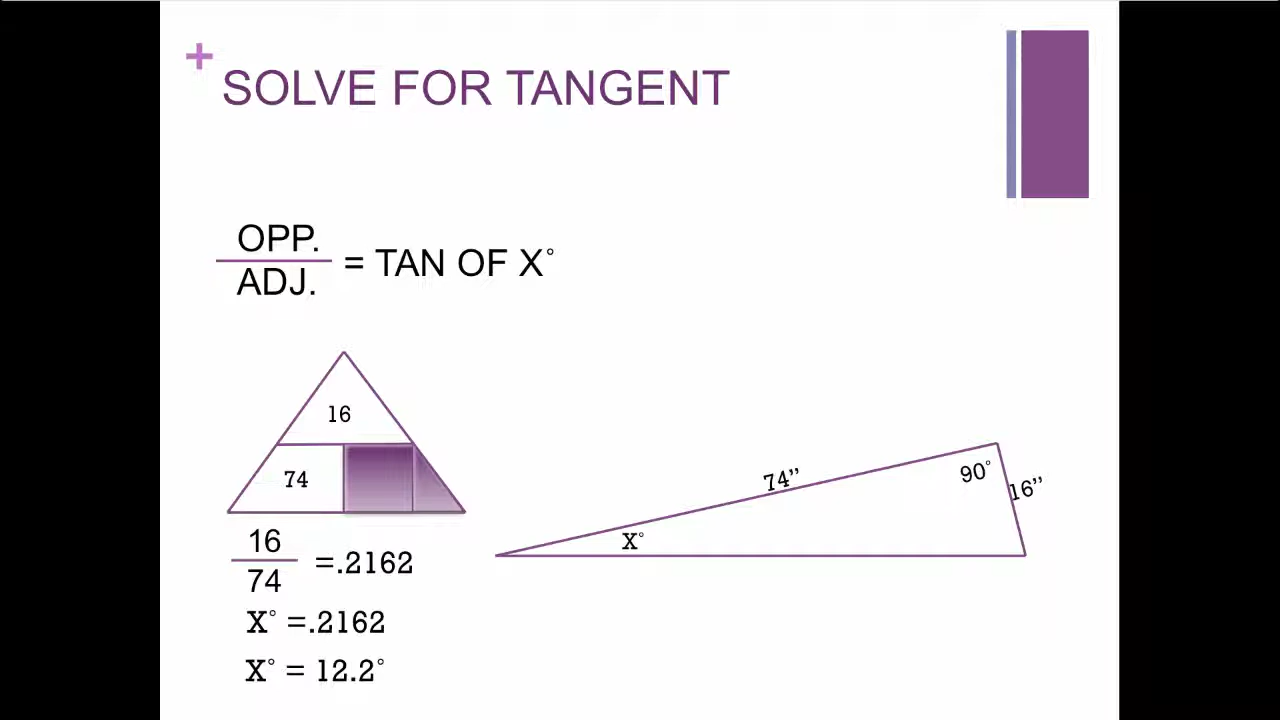 +
SOLVE FOR TANGENT
OPP.
ADJ.
= TAN OF X°
16
74
16
74
=.2162
X° =.2162
X° = 12.2°
74”
90°
16”
X°